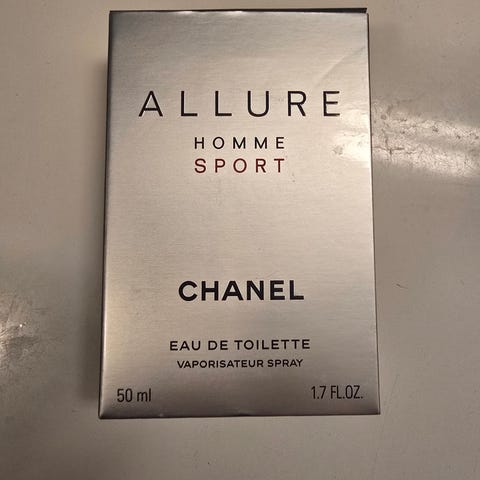 ALLURE
HOMME
SPORT
CHANEL
EAU DE TOILETTE
VAPORISATEUR SPRAY
50 ml 1.7 FL.OZ.